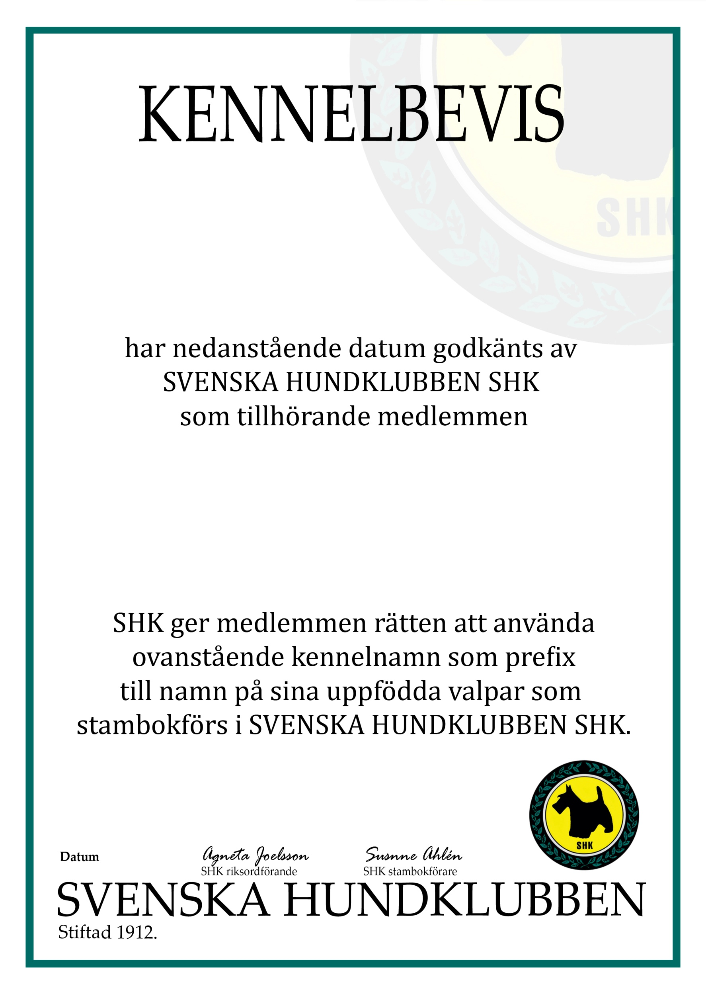 KENNELBEVIS
SHK
har nedanstående datum godkänts av
SVENSKA HUNDKLUBBEN SHK
som tillhörande medlemmen
SHK ger medlemmen rätten att använda
ovanstående kennelnamn som prefix
till namn på sina uppfödda valpar som
stambokförs i SVENSKA HUNDKLUBBEN SHK.
SHK
Datum
Agneta Joelsson
SHK riksordförande
Susnne Ahlén
SHK stambokförare
SVENSKA HUNDKLUBBEN
Stiftad 1912.